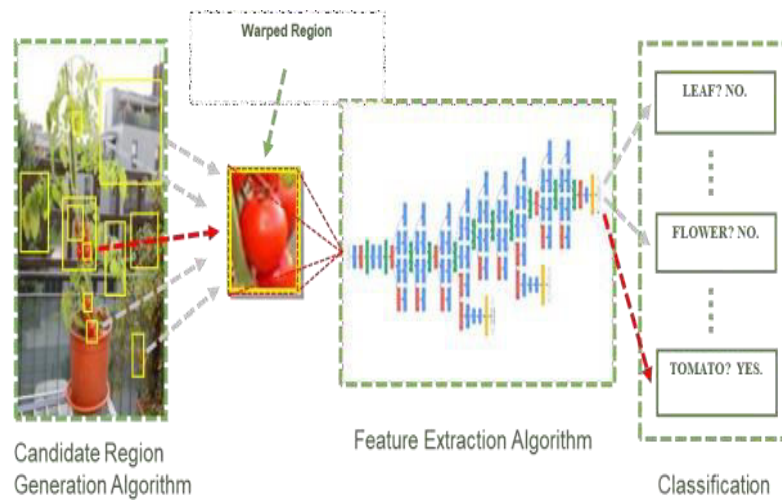 Warped Region
LEAF? NO.
FLOWER? NO.
TOMATO? YES.
Candidate Region
Generation Algorithm
Feature Extraction Algorithm
Classification